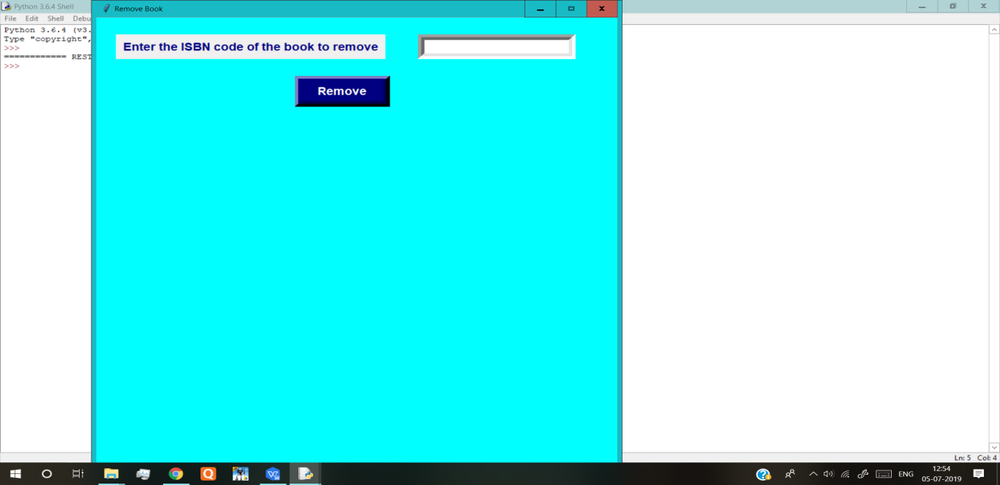 Python 3.6.4 Shell
File Edit Shell Debu
Python 3.6.4 (v3.
Type "copyright",
>>>
============ REST
>>>
Remove Book
Enter the ISBN code of the book to remove
Remove
Ln: 5 Col: 4
ENG
12:54
05-07-2019